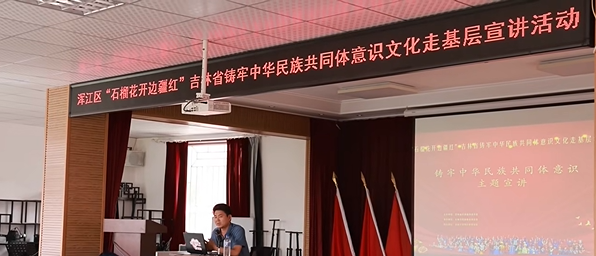 浑江区“石榴花开边疆红”吉林省铸牢中华民族共同体意识文化走基层宣讲活动
铸牢中华民族共同体意识
主题宣讲